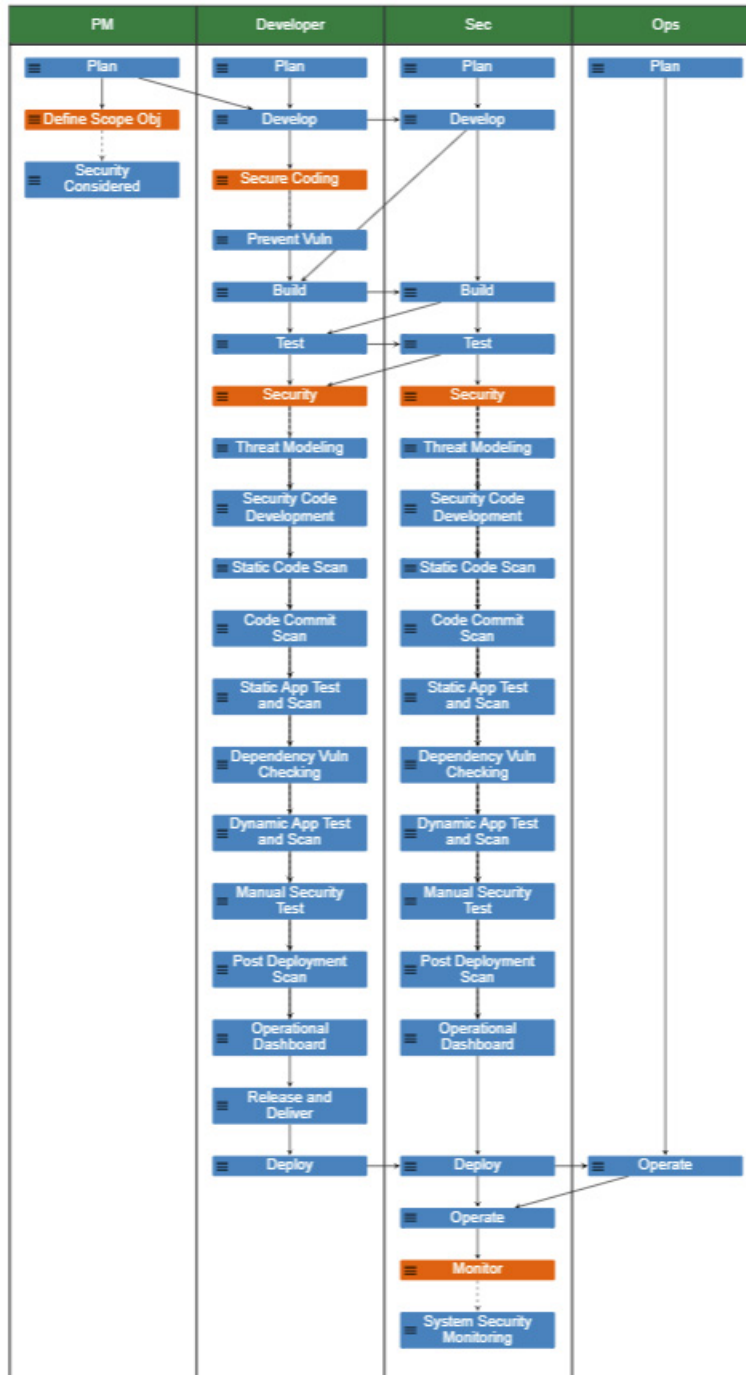 PM
Developer
Sec
Ops
Plan
Plan
Plan
Plan
Define Scope Obj
Develop
Develop
Security
Considered
Secure Coding
Prevent Vuln
Build
Build
Test
Test
Security
Security
Threat Modeling
Threat Modeling
Security Code
Development
Security Code
Development
Static Code Scan
Static Code Scan
Code Commit
Scan
Code Commit
Scan
Static App Test
and Scan
Static App Test
and Scan
Dependency Vuln
Checking
Dependency Vuln
Checking
Dynamic App Test
and Scan
Dynamic App Test
and Scan
Manual Security
Test
Manual Security
Test
Post Deployment
Scan
Post Deployment
Scan
Operational
Dashboard
Operational
Dashboard
Release and
Deliver
Deploy
Deploy
Operate
Operate
Monitor
System Security
Monitoring